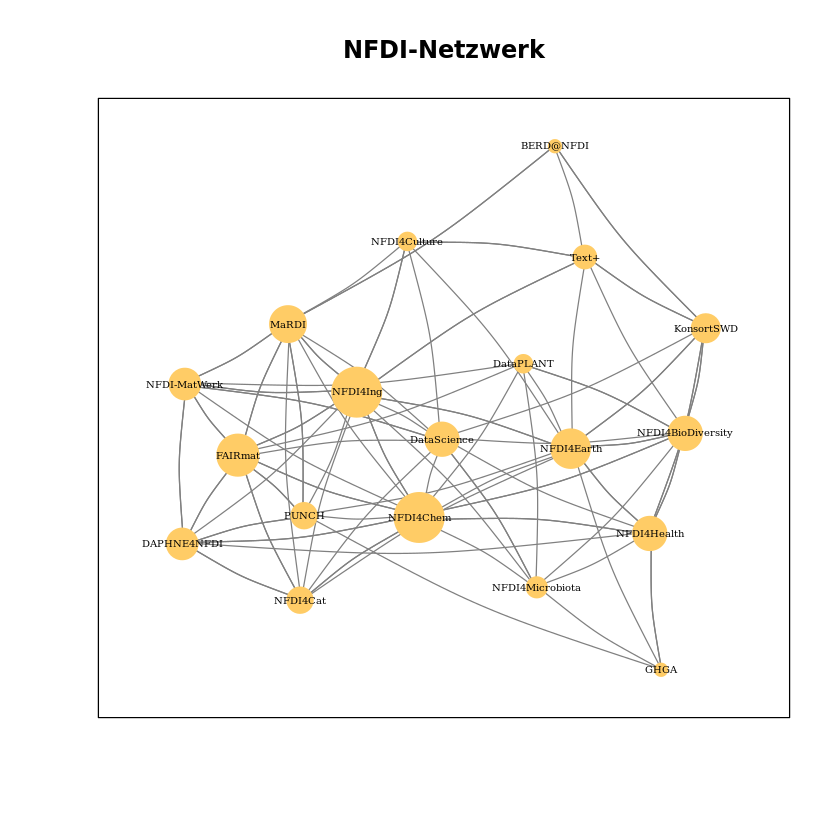 NFDI-Netzwerk
BERD@NFDI
NFDI4Culture
Text+
MaRDI
KonsortSWD
DataPLANT
NFDI-MatWerk
NFDI4Ing
NFDI4BioDiversity
DataScience
NFDI4Earth
FAIRmat
PUNCH
NFDI4Chem
NFDI4Health
DAPHNE4NFDI
NFDI4Microbiota
NFDI4Cat
GHGA